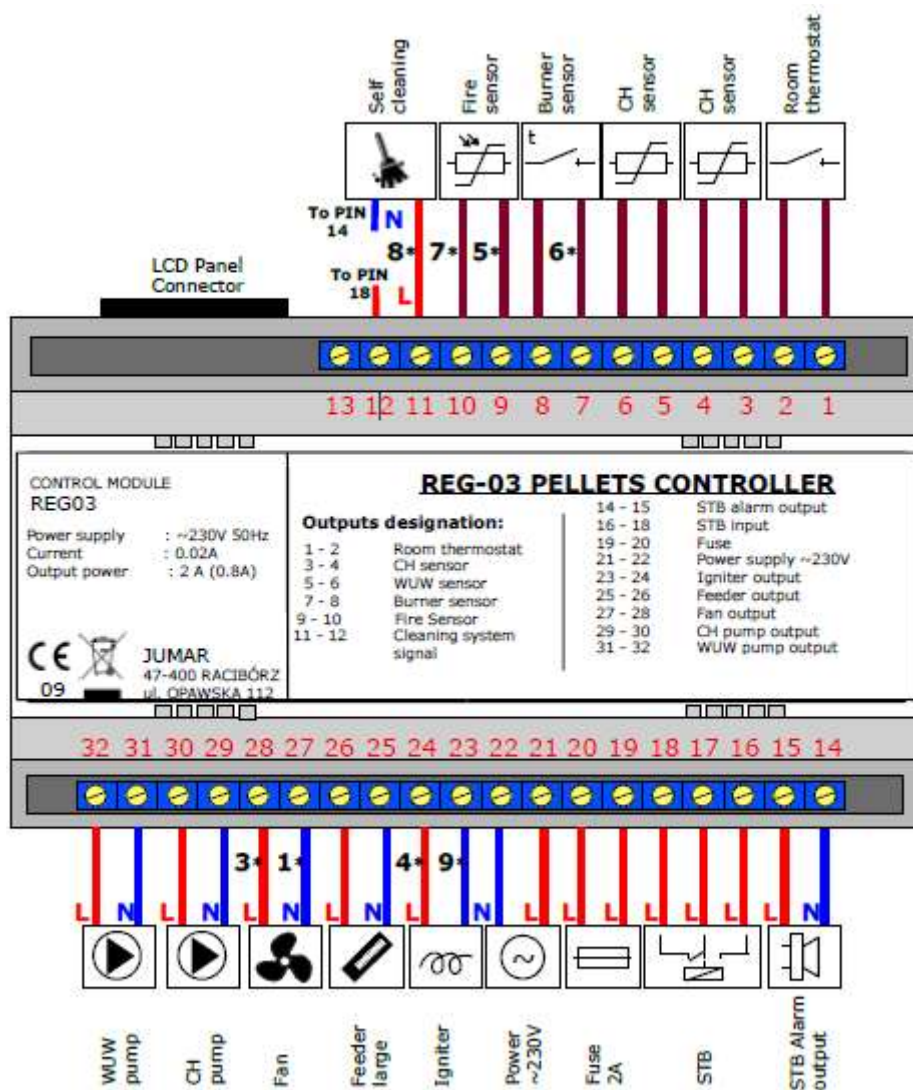 Self
cleaning
Fire
sensor
Burner
sensor
CH
sensor
CH
sensor
Room
thermostat
t
To PIN
14
N
8*
7*
5*
6*
To PIN
18
L
LCD Panel
Connector
13 12 11 10 9 8 7 6 5 4 3 2 1
CONTROL MODULE
REG03
Power supply : ~230V 50Hz
Current : 0.02A
Output power : 2 A (0.8A)
CE
09
JUMAR
47-400 RACIBÓRZ
ul. OPAWSKA 112
REG-03 PELLETS CONTROLLER
Outputs designation:
1 - 2 Room thermostat
3 - 4 CH sensor
5 - 6 WUW sensor
7 - 8 Burner sensor
9 - 10 Fire Sensor
11 - 12 Cleaning system
signal
14 - 15 STB alarm output
16 - 18 STB input
19 - 20 Fuse
21 - 22 Power supply ~230V
23 - 24 Igniter output
25 - 26 Feeder output
27 - 28 Fan output
29 - 30 CH pump output
31 - 32 WUW pump output
32 31 30 29 28 27 26 25 24 23 22 21 20 19 18 17 16 15 14
3* 1* 4* 9*
L N L N L N L N L N L L L L L L L N
WUW
pump
CH
pump
Fan
Feeder
large
Igniter
Power
~230V
Fuse
2A
STB
STB Alarm
output